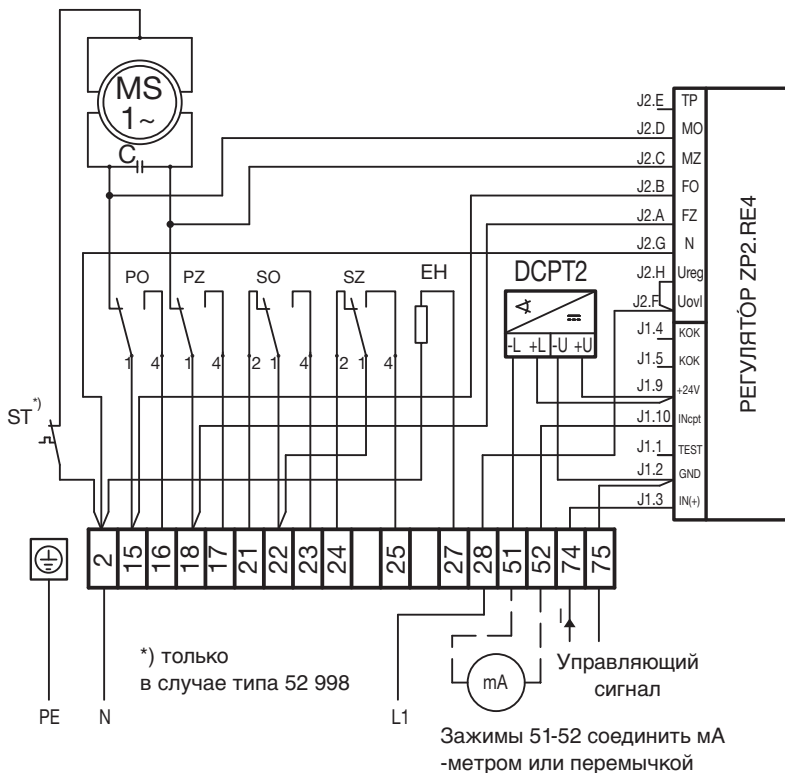 MS
1~
C
J2.E TP
J2.D MO
J2.C MZ
J2.B FO
J2.A FZ
J2.G N
J2.H Ureg
J2.F Uovl
J1.4 KOK
J1.5 KOK
J1.9 +24V
J1.10 INcpt
J1.1 TEST
J1.2 GND
J1.3 IN(+)
РЕГУЛЯТОР ZP2.RE4
PO PZ SO SZ EH DCPT2
-L +L -U +U
1 4 1 4 2 1 4 2 1 4
ST*)
2 15 16 18 17 21 22 23 24 25 27 28 51 52 74 75
*) только
в случае типа 52 998
PE N L1
mA
I
Управляющий
сигнал
Зажимы 51-52 соединить мА
-метром или перемычкой